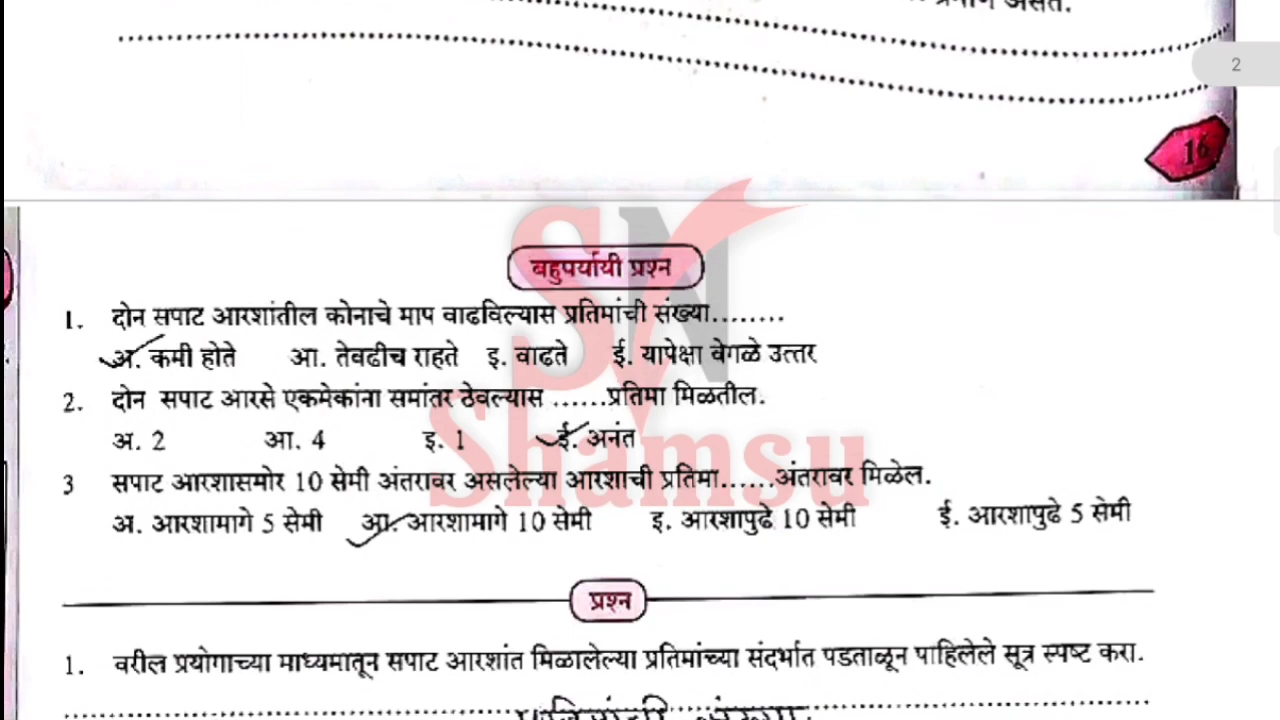 असते.
2
16
बहुपर्यायी प्रश्न
1. दोन सपाट आरशांतील कोनाचे माप वाढविल्यास प्रतिमांची संख्या........
अ. कमी होते आ. तेवढीच राहते इ. वाढते ई. यापेक्षा वेगळे उत्तर
2. दोन सपाट आरसे एकमेकांना समांतर ठेवल्यास ......प्रतिमा मिळतील.
अ. 2 आ. 4 इ. 1 ई. अनंत
3 सपाट आरशासमोर 10 सेमी अंतरावर असलेल्या आरशाची प्रतिमा......अंतरावर मिळेल.
अ. आरशामागे 5 सेमी आ. आरशामागे 10 सेमी इ. आरशापुढे 10 सेमी ई. आरशापुढे 5 सेमी
SN
Shamsu
प्रश्न
1. वरील प्रयोगाच्या माध्यमातून सपाट आरशांत मिळालेल्या प्रतिमांच्या संदर्भात पडताळून पाहिलेले सूत्र स्पष्ट करा.